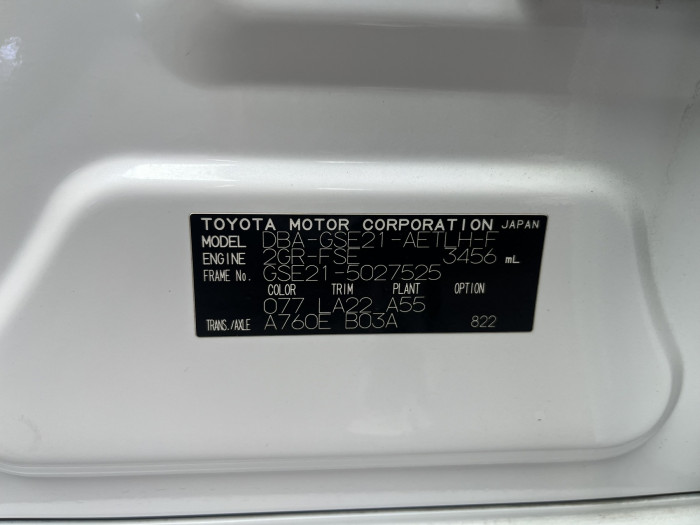 TOYOTA MOTOR CORPORATION JAPAN
MODEL DBA-GSE21-AETLH-F
ENGINE 2GR-FSE 3456 mL
FRAME No. GSE21-5027525
COLOR TRIM PLANT OPTION
077 LA22 A55
TRANS./AXLE A760E B03A 822